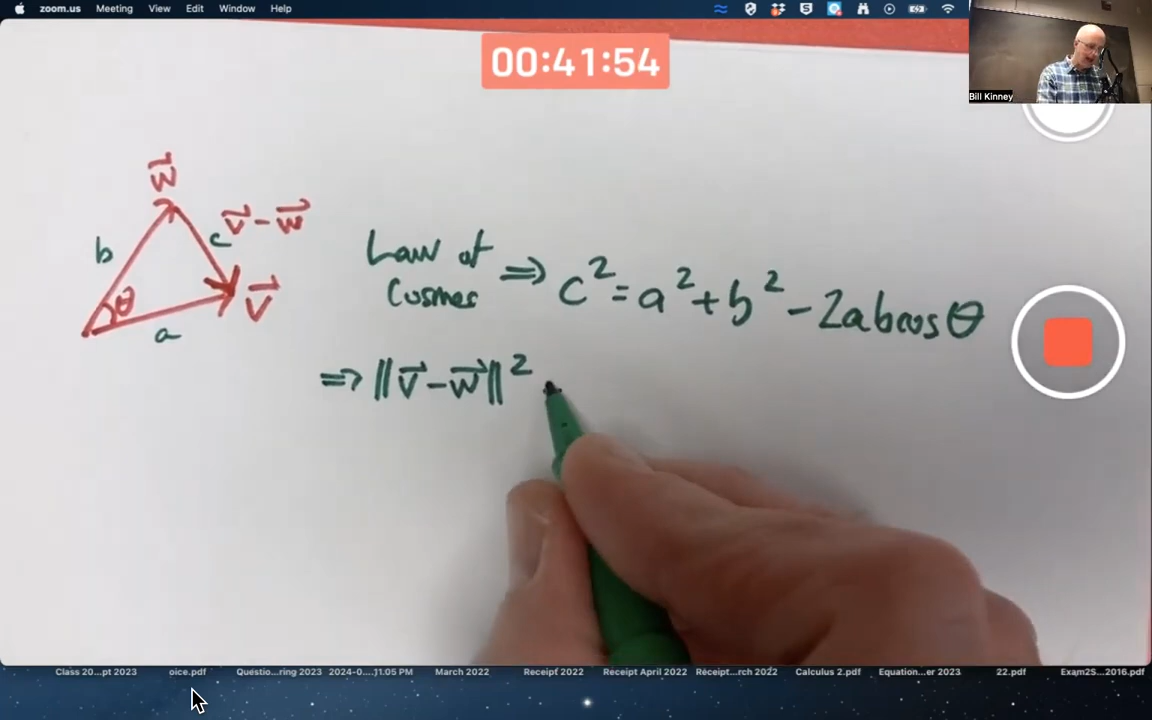 zoom.us Meeting View Edit Window Help
00:41:54
Bill Kinney
w⃗
v⃗ - w⃗
b
c
Law of
Cosines
⇒ c² = a² + b² - 2ab cos θ
θ
v⃗
a
⇒ ||v⃗ - w⃗||²
Class 20...pt 2023 oice.pdf Questio...ring 2023 2024-0....11.05 PM March 2022 Receipt 2022 Receipt April 2022 Receipt...rch 2022 Calculus 2.pdf Equation...er 2023 22.pdf Exam2S...2016.pdf